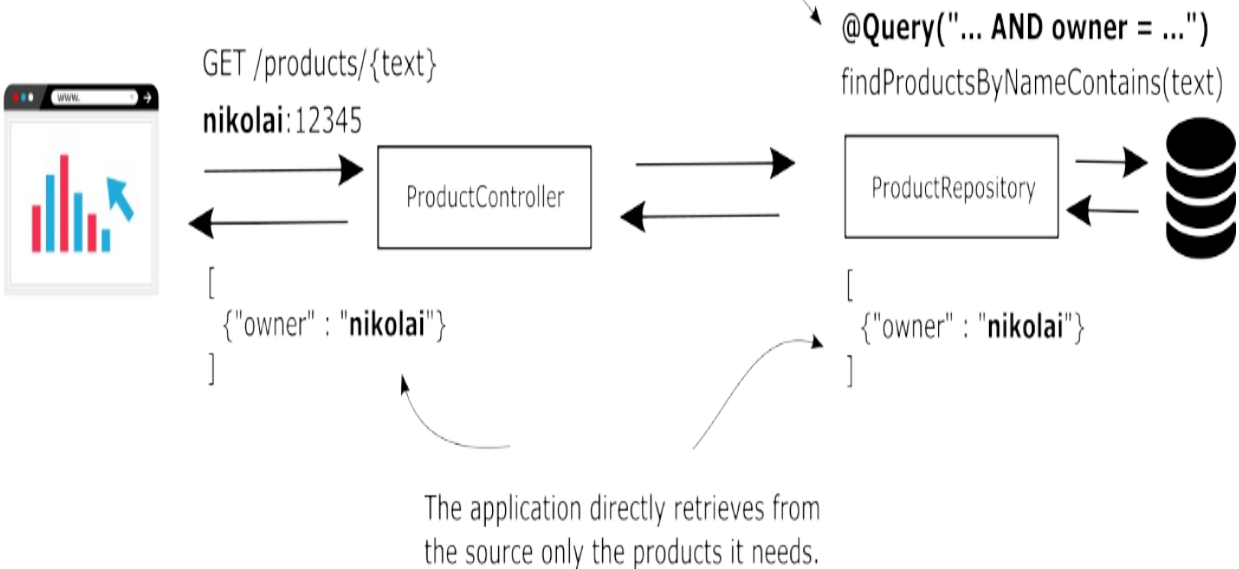 WWW.
GET /products/{text}
nikolai:12345
ProductController
[
{"owner" : "nikolai"}
]
@Query("... AND owner = ...")
findProductsByNameContains(text)
ProductRepository
[
{"owner" : "nikolai"}
]
The application directly retrieves from
the source only the products it needs.